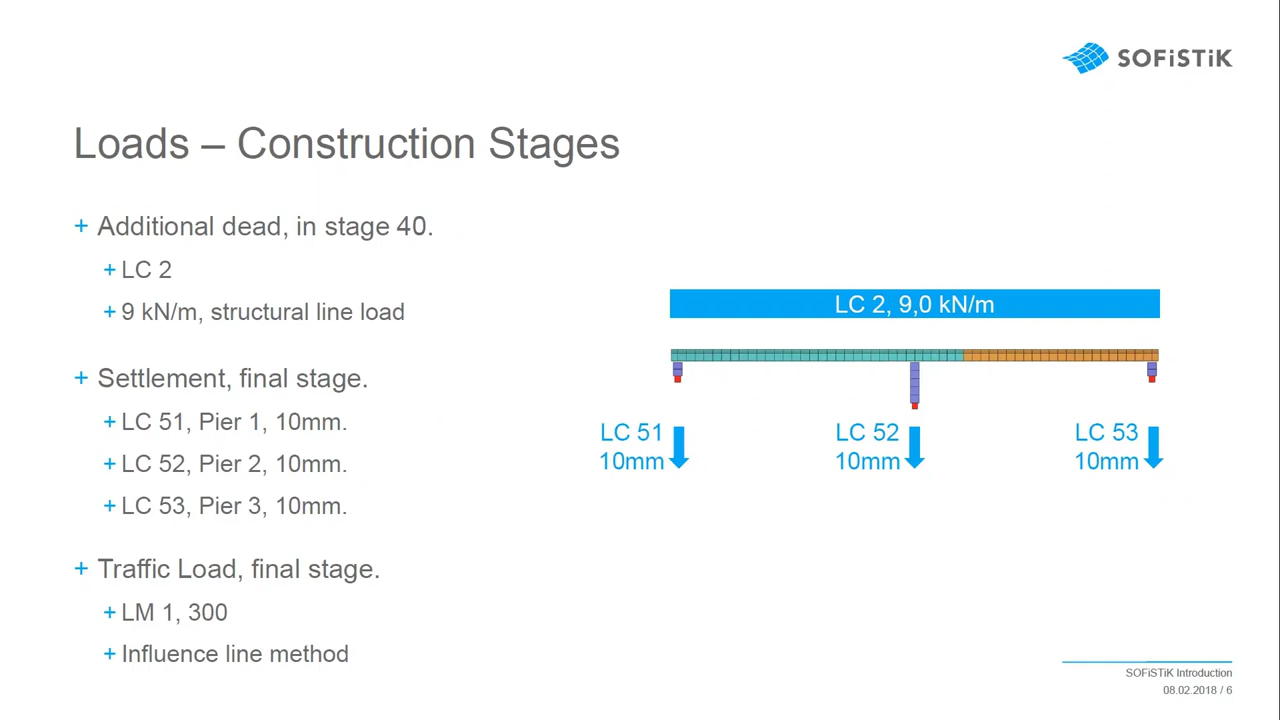 SOFiSTiK
Loads – Construction Stages
+ Additional dead, in stage 40.
+ LC 2
+ 9 kN/m, structural line load
+ Settlement, final stage.
+ LC 51, Pier 1, 10mm.
+ LC 52, Pier 2, 10mm.
+ LC 53, Pier 3, 10mm.
+ Traffic Load, final stage.
+ LM 1, 300
+ Influence line method
LC 2, 9,0 kN/m
LC 51
10mm
LC 52
10mm
LC 53
10mm
SOFiSTiK Introduction
08.02.2018 / 6